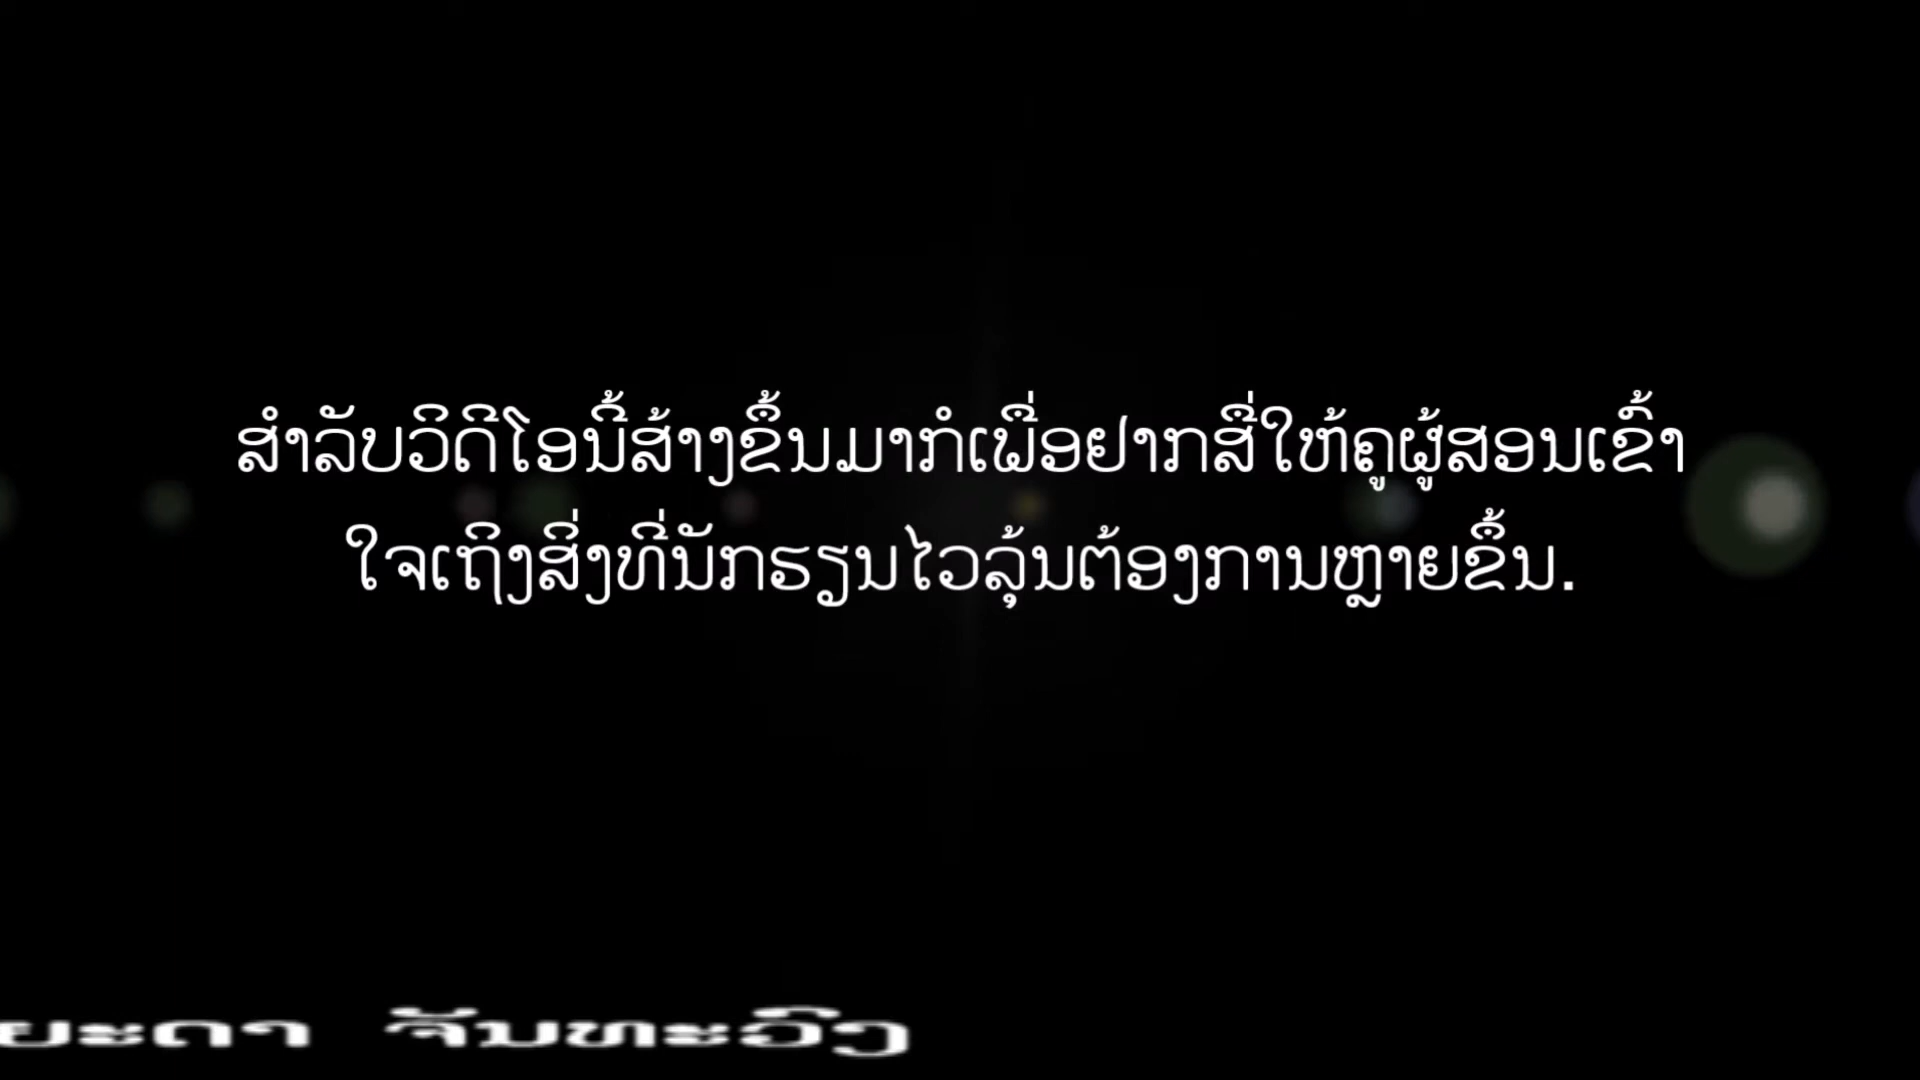 ສຳລັບວິດີໂອນີ້ສ້າງຂຶ້ນມາກໍເພື່ອຢາກສື່ໃຫ້ຄູຜູ້ສອນເຂົ້າ
ໃຈເຖິງສິ່ງທີ່ນັກຮຽນໄວລຸ້ນຕ້ອງການຫຼາຍຂຶ້ນ.
ຍະດາ ຈັນທະວົງ